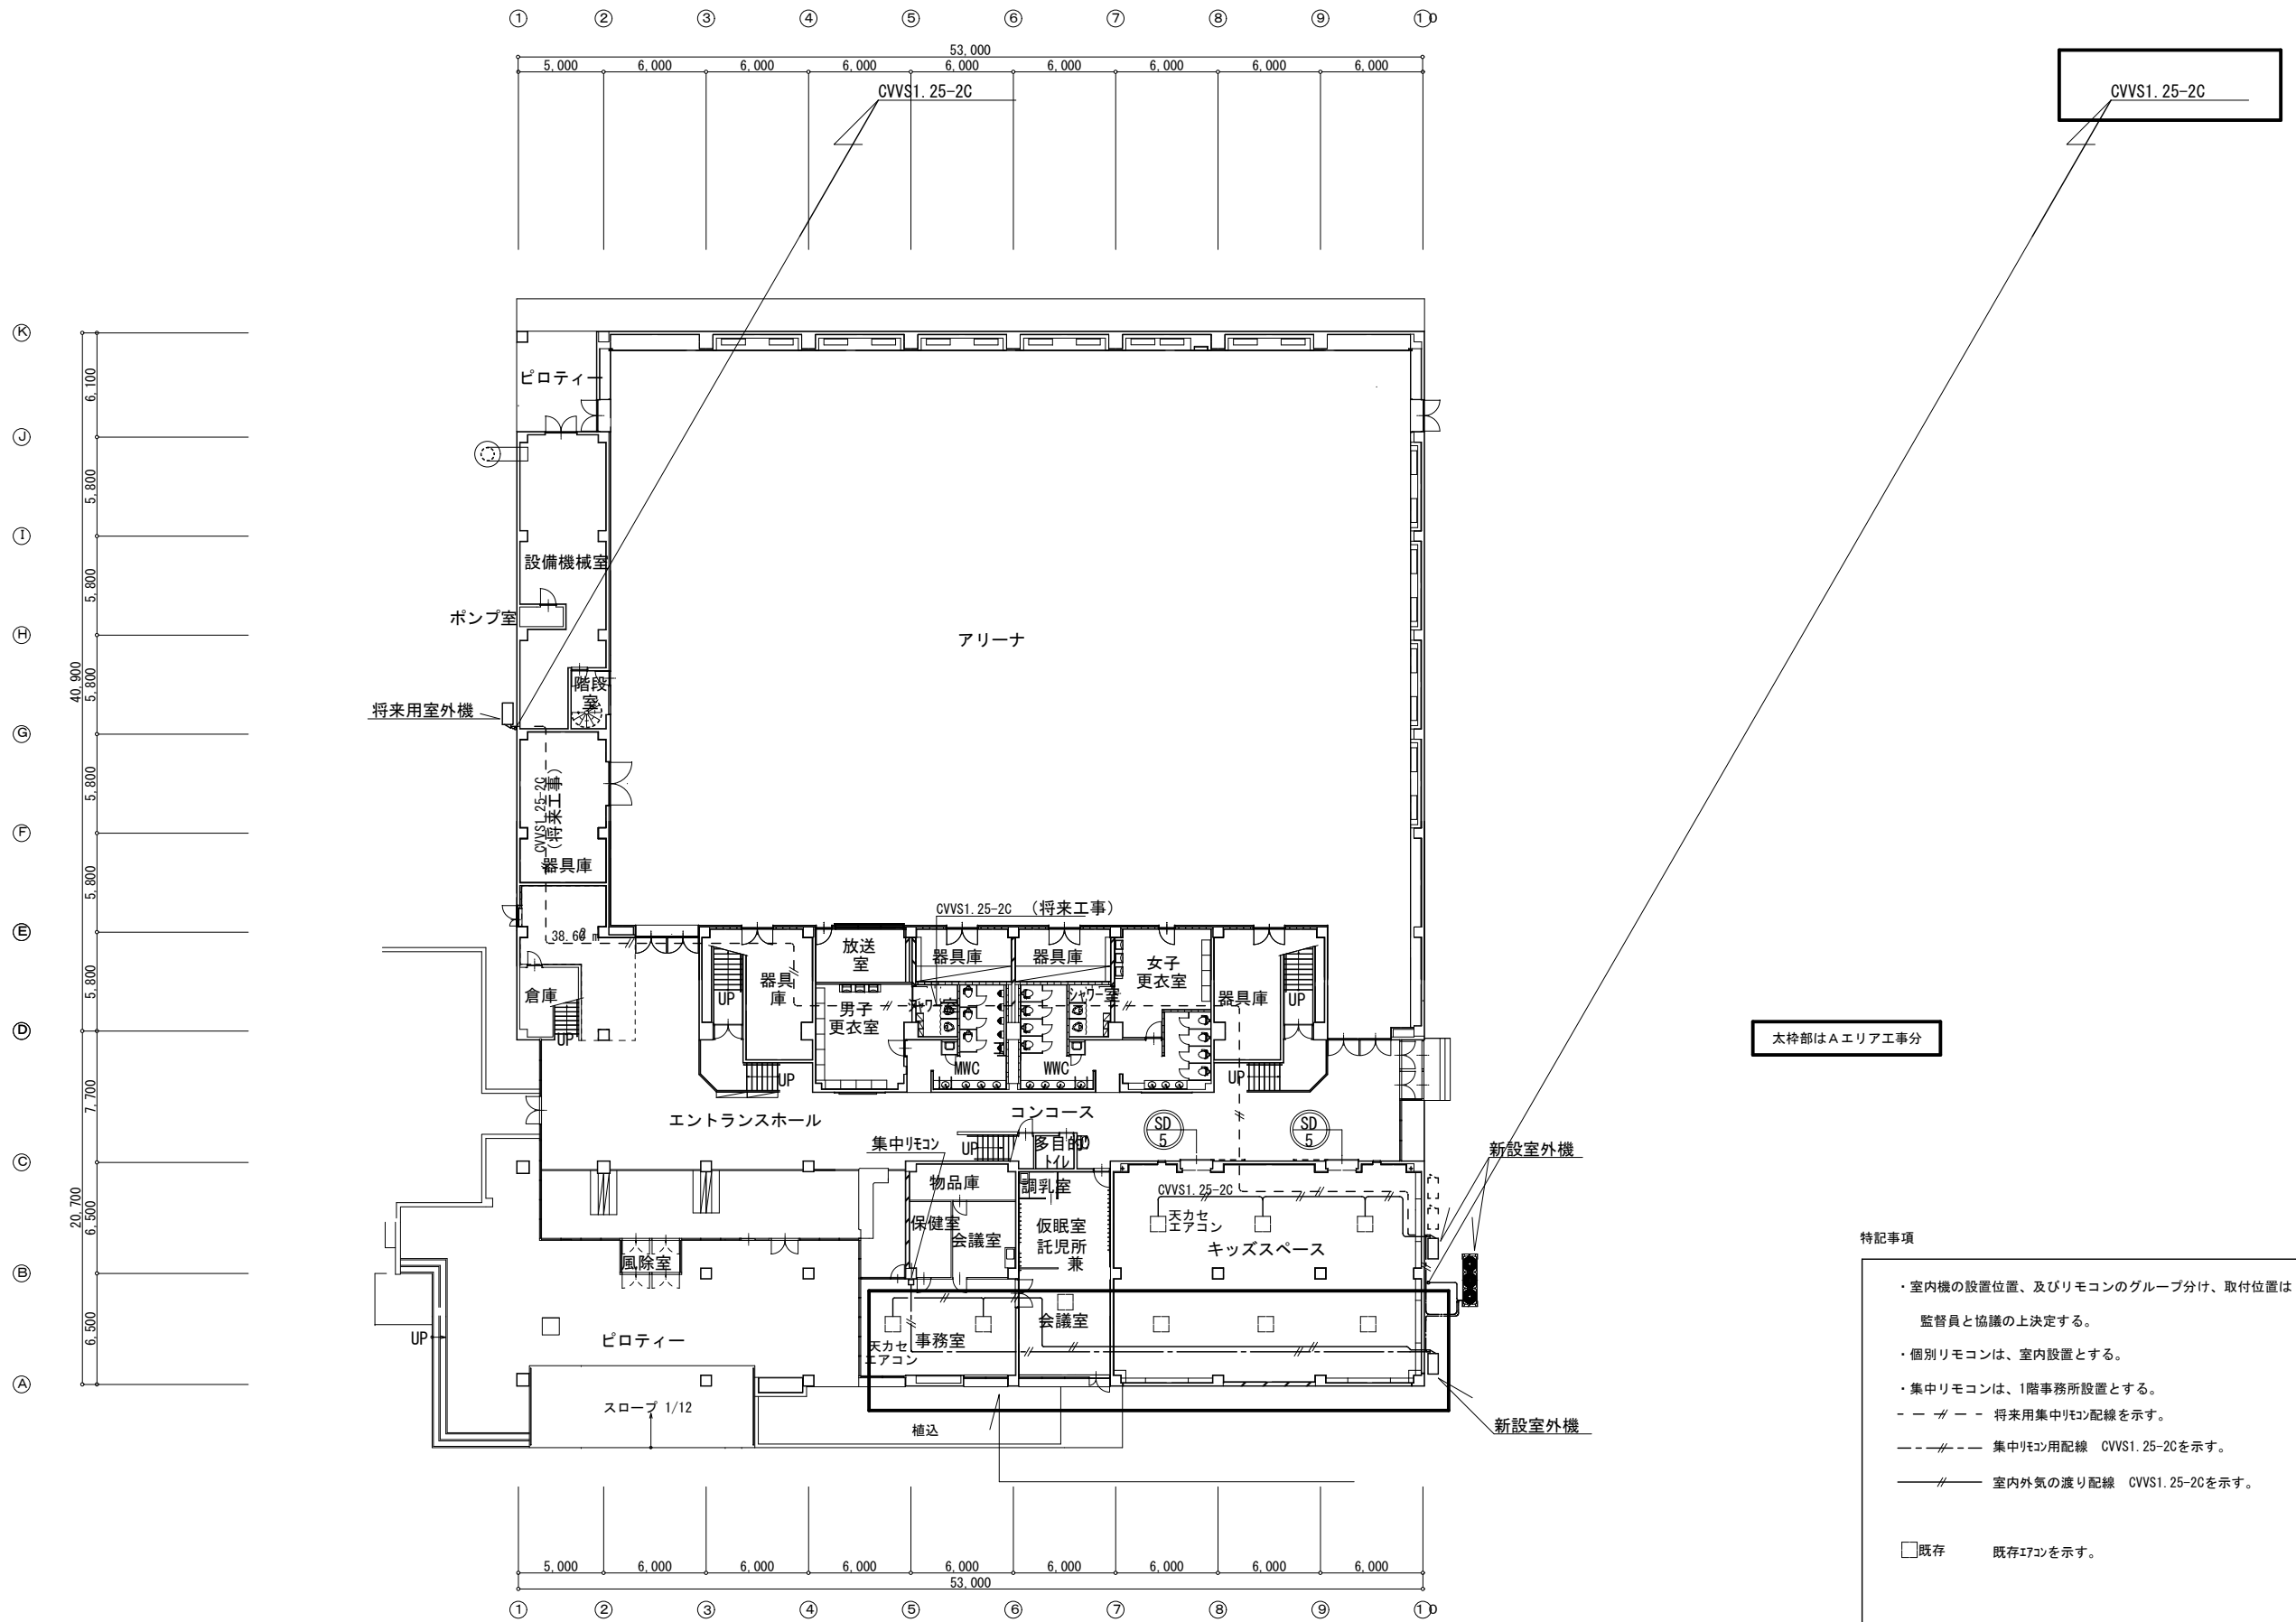 ① ② ③ ④ ⑤ ⑥ ⑦ ⑧ ⑨ ⑩
53,000
5,000 6,000 6,000 6,000 6,000 6,000 6,000 6,000 6,000
CVVS1.25-2C
CVVS1.25-2C
Ⓚ
6,100
ピロティー
Ⓙ
5,800
Ⓘ
設備機械室
5,800
ポンプ室
Ⓗ
アリーナ
40,900
5,800
階段
室
将来用室外機
Ⓖ
5,800
CVVS1.25-2C
(将来工事)
Ⓕ
器具庫
5,800
CVVS1.25-2C (将来工事)
Ⓔ
放送
室
器具庫
器具庫
女子
更衣室
5,800
倉庫
UP
器具
庫
男子
更衣室
シャワー室
シャワー室
器具庫
UP
Ⓓ
UP
太枠部はAエリア工事分
MWC
WWC
UP
UP
7,700
エントランスホール
コンコース
SD
5
SD
5
集中リモコン
UP
多目的
トイレ
新設室外機
Ⓒ
物品庫
調乳室
CVVS1.25-2C
20,700
6,500
保健室
会議室
仮眠室
託児所
兼
天カセ
エアコン
キッズスペース
風除室
Ⓑ
6,500
UP
ピロティー
天カセ
エアコン
事務室
会議室
Ⓐ
スロープ 1/12
植込
新設室外機
特記事項
・室内機の設置位置、及びリモコンのグループ分け、取付位置は
監督員と協議の上決定する。
・個別リモコンは、室内設置とする。
・集中リモコンは、1階事務所設置とする。
将来用集中リモコン配線を示す。
集中リモコン用配線 CVVS1.25-2Cを示す。
室内外気の渡り配線 CVVS1.25-2Cを示す。
既存 既存エアコンを示す。
5,000 6,000 6,000 6,000 6,000 6,000 6,000 6,000 6,000
53,000
① ② ③ ④ ⑤ ⑥ ⑦ ⑧ ⑨ ⑩